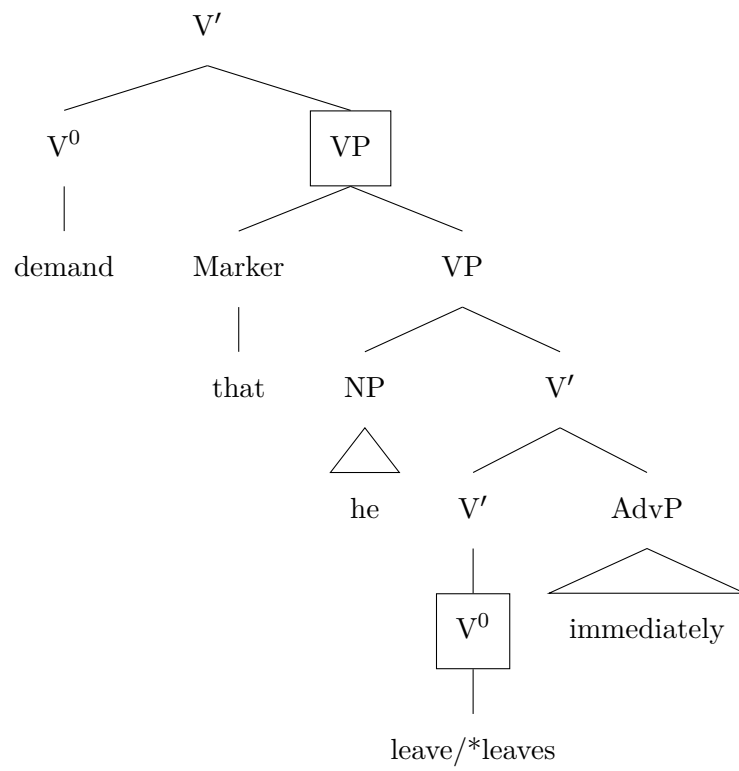 V′
V⁰ VP
demand Marker VP
that NP V′
he V′ AdvP
V⁰ immediately
leave/*leaves